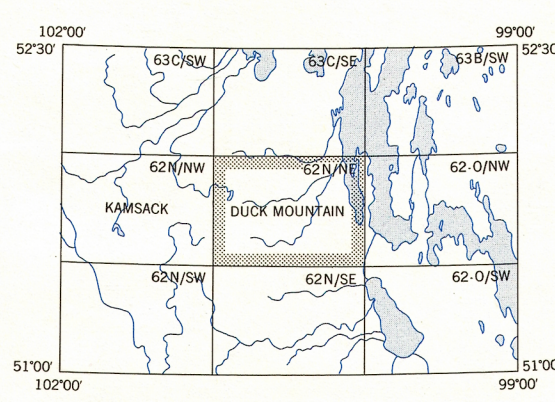 102°00' 99°00'
52°30' 52°30'
63C/SW 63C/SE 63B/SW
62N/NW 62N/NE 62-O/NW
KAMSACK DUCK MOUNTAIN
62N/SW 62N/SE 62-O/SW
51°00' 51°00'
102°00' 99°00'